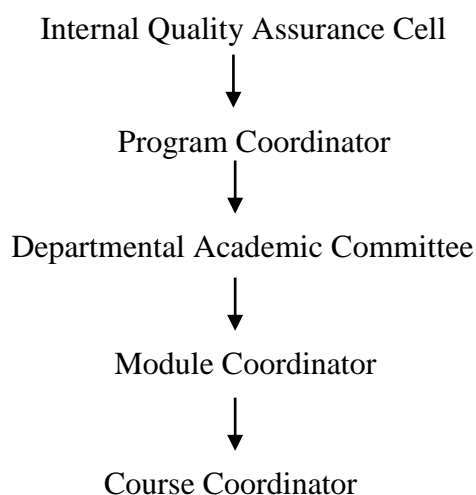 Internal Quality Assurance Cell
Program Coordinator
Departmental Academic Committee
Module Coordinator
Course Coordinator